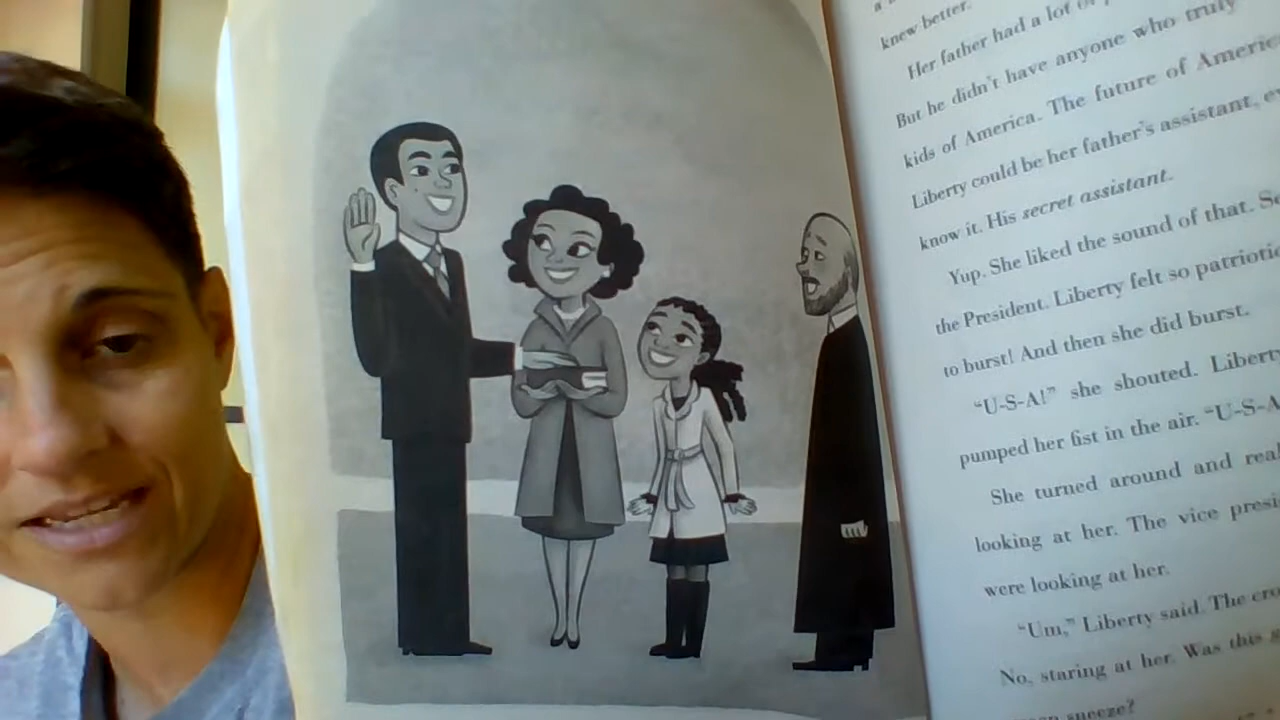 knew better.
Her father had a lot of
But he didn't have anyone who truly
kids of America. The future of America
Liberty could be her father's assistant,
know it. His secret assistant.
Yup. She liked the sound of that.
the President. Liberty felt so patriotic
to burst! And then she did burst.
"U-S-A!" she shouted. Liberty
pumped her fist in the air. "U-S-A
She turned around and
looking at her. The vice
were looking at her.
"Um," Liberty said. The
No, staring at her. Was this
sneeze?